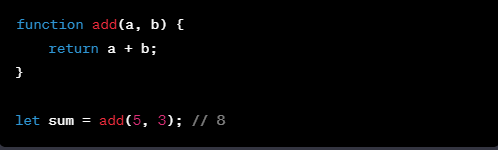 function add(a, b) {
    return a + b;
}

let sum = add(5, 3); // 8